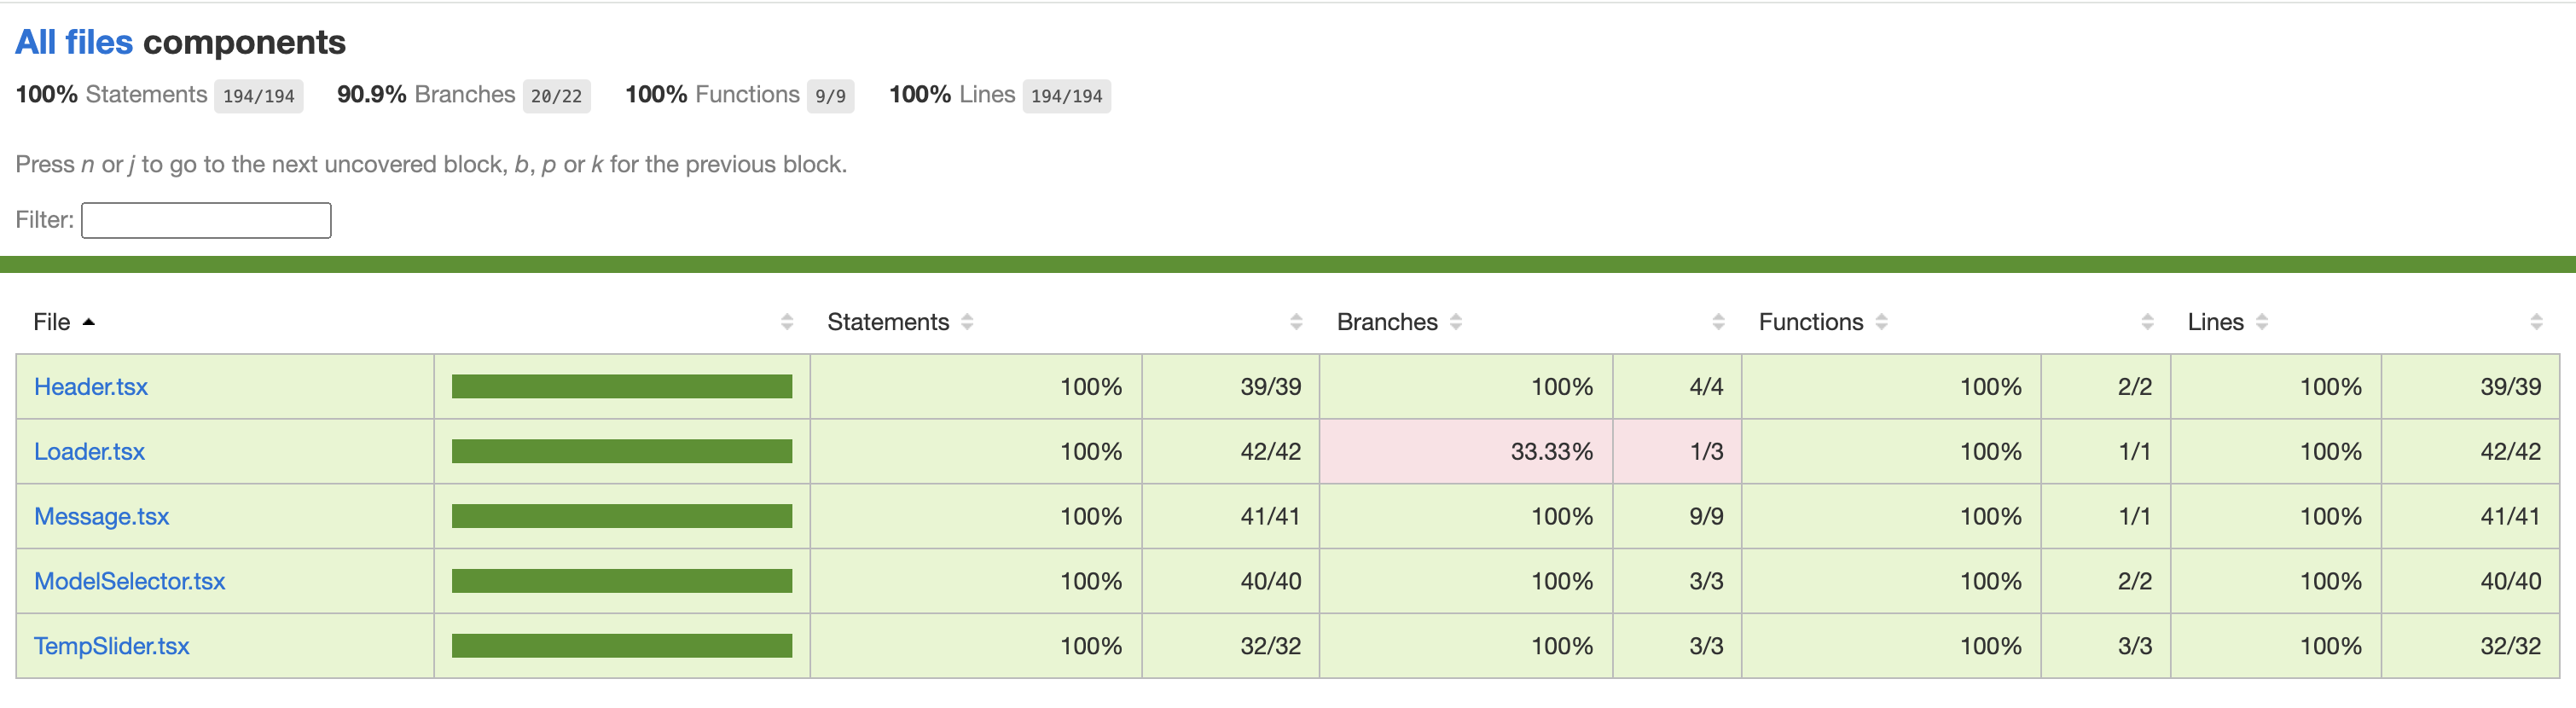 All files components
100% Statements 194/194 90.9% Branches 20/22 100% Functions 9/9 100% Lines 194/194
Press n or j to go to the next uncovered block, b, p or k for the previous block.
Filter:
File Statements Branches Functions Lines
Header.tsx 100% 39/39 100% 4/4 100% 2/2 100% 39/39
Loader.tsx 100% 42/42 33.33% 1/3 100% 1/1 100% 42/42
Message.tsx 100% 41/41 100% 9/9 100% 1/1 100% 41/41
ModelSelector.tsx 100% 40/40 100% 3/3 100% 2/2 100% 40/40
TempSlider.tsx 100% 32/32 100% 3/3 100% 3/3 100% 32/32